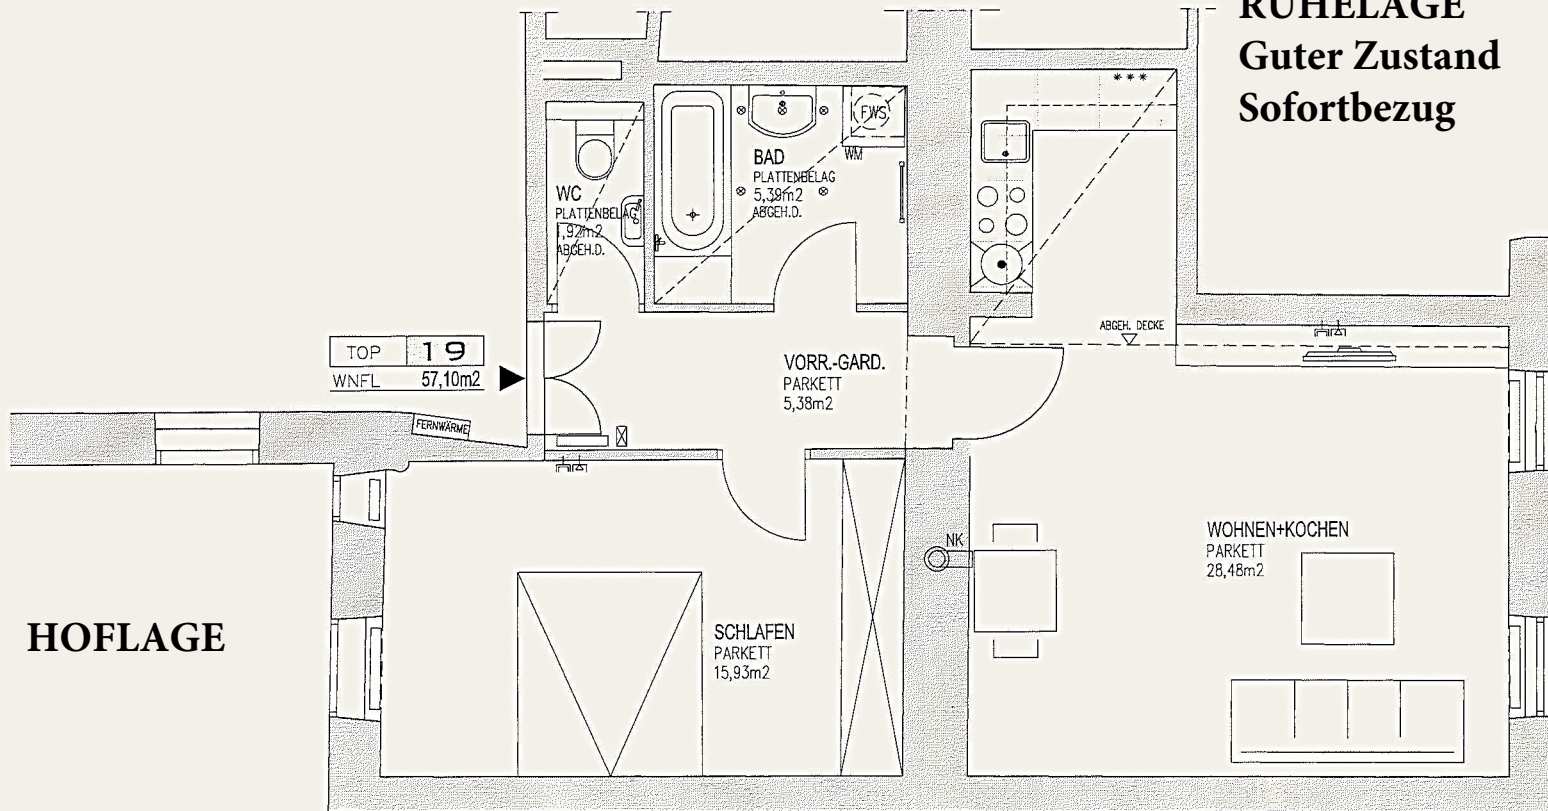 RUHELAGE
Guter Zustand
Sofortbezug
***
FWS
WM
BAD
PLATTENBELAG
5,39m2
ABGEH.D.
WC
PLATTENBELAG
1,92m2
ABGEH.D.
ABGEH. DECKE
TOP 19
WNFL 57,10m2
VORR.-GARD.
PARKETT
5,38m2
FERNWÄRME
NK
WOHNEN+KOCHEN
PARKETT
28,48m2
HOFLAGE
SCHLAFEN
PARKETT
15,93m2